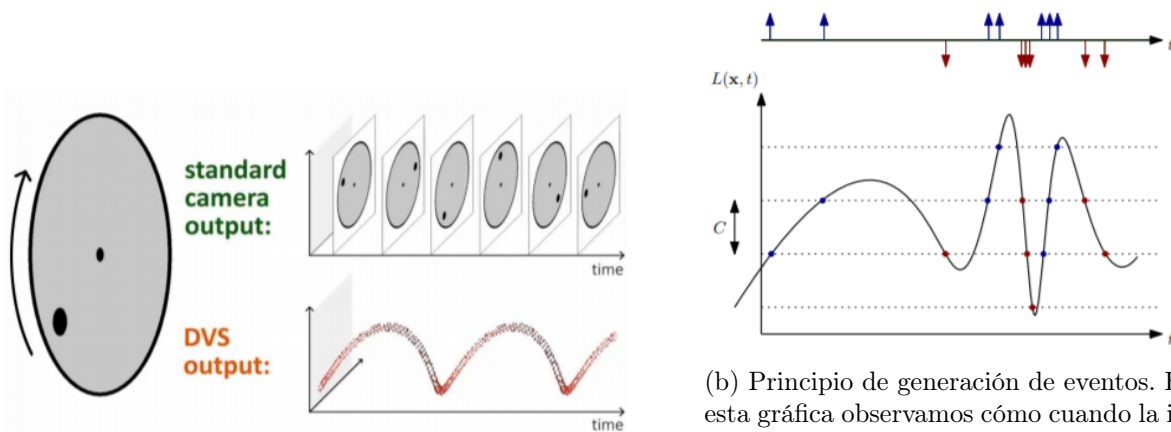 standard
camera
output:
time
DVS
output:
time
t
L(x, t)
C
t
(b) Principio de generación de eventos. E
esta gráfica observamos cómo cuando la i